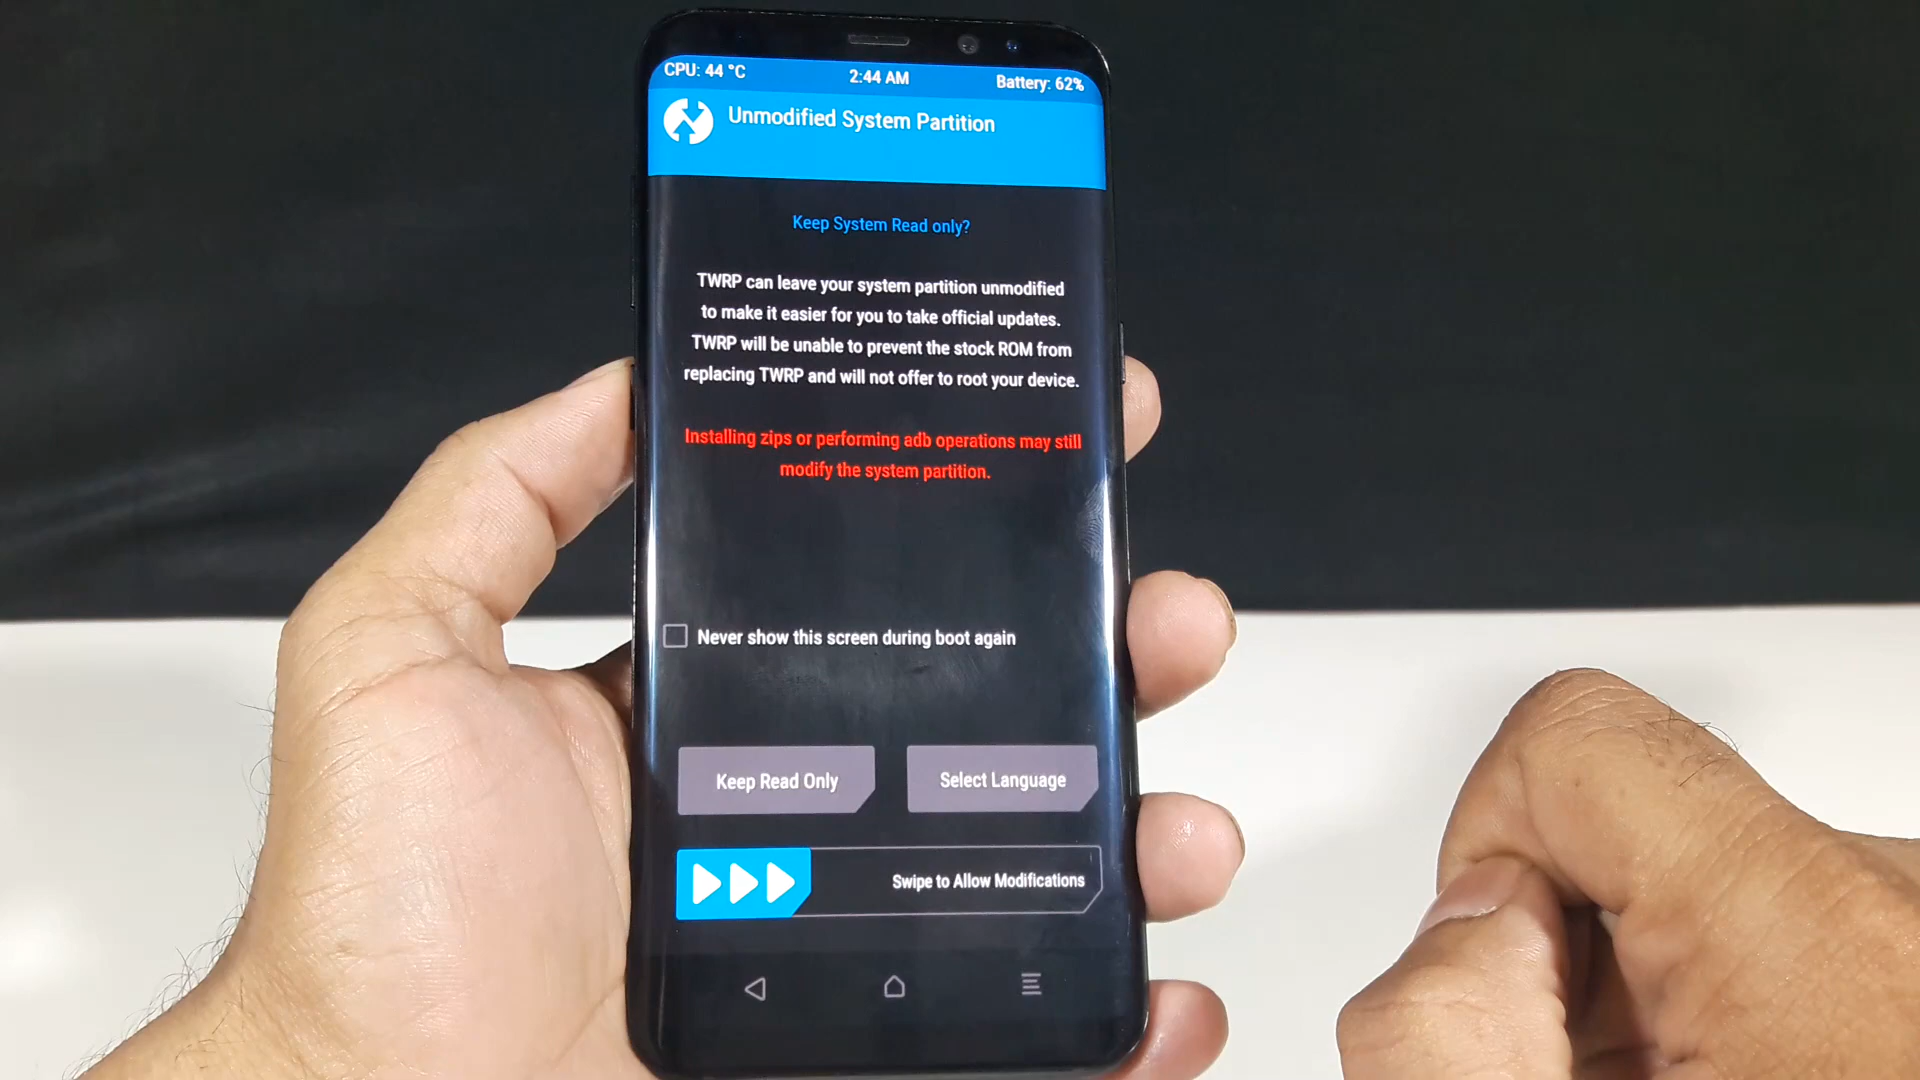 CPU: 44 °C 2:44 AM Battery: 62%
Unmodified System Partition
Keep System Read only?
TWRP can leave your system partition unmodified
to make it easier for you to take official updates.
TWRP will be unable to prevent the stock ROM from
replacing TWRP and will not offer to root your device.
Installing zips or performing adb operations may still
modify the system partition.
Never show this screen during boot again
Keep Read Only Select Language
Swipe to Allow Modifications